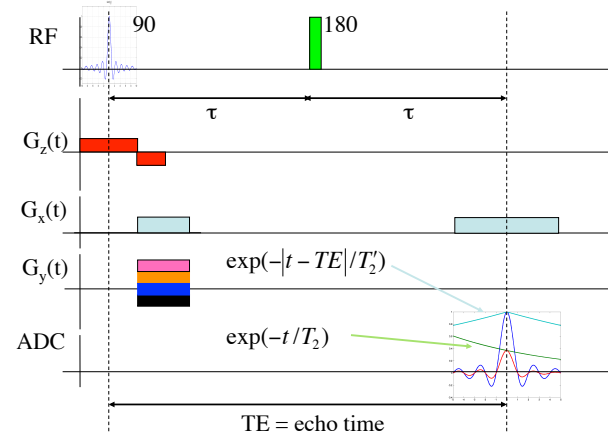 RF
90
180
τ
τ
G_z(t)
G_x(t)
G_y(t)
exp(-|t - TE|/T_2′)
exp(-t/T_2)
ADC
TE = echo time